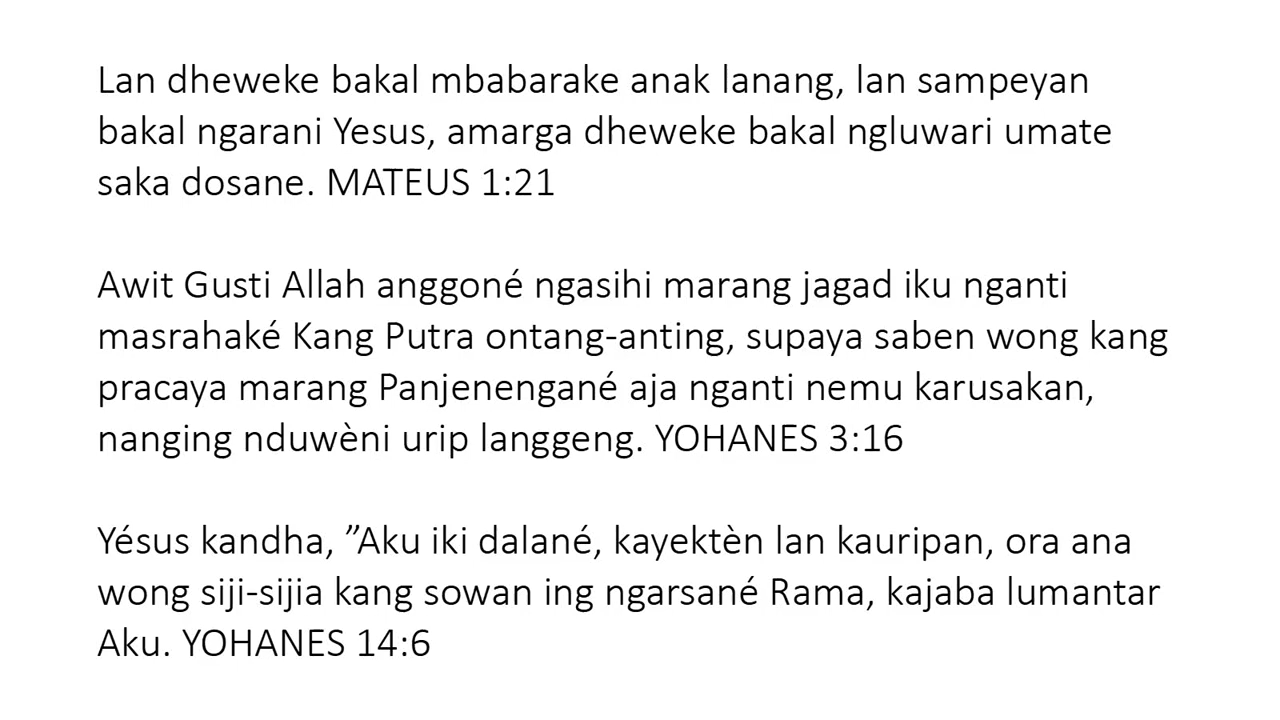 Lan dheweke bakal mbabarake anak lanang, lan sampeyan
bakal ngarani Yesus, amarga dheweke bakal ngluwari umate
saka dosane. MATEUS 1:21
Awit Gusti Allah anggoné ngasihi marang jagad iku nganti
masrahaké Kang Putra ontang-anting, supaya saben wong kang
pracaya marang Panjenengané aja nganti nemu karusakan,
nanging nduwèni urip langgeng. YOHANES 3:16
Yésus kandha, ”Aku iki dalané, kayektèn lan kauripan, ora ana
wong siji-sijia kang sowan ing ngarsané Rama, kajaba lumantar
Aku. YOHANES 14:6